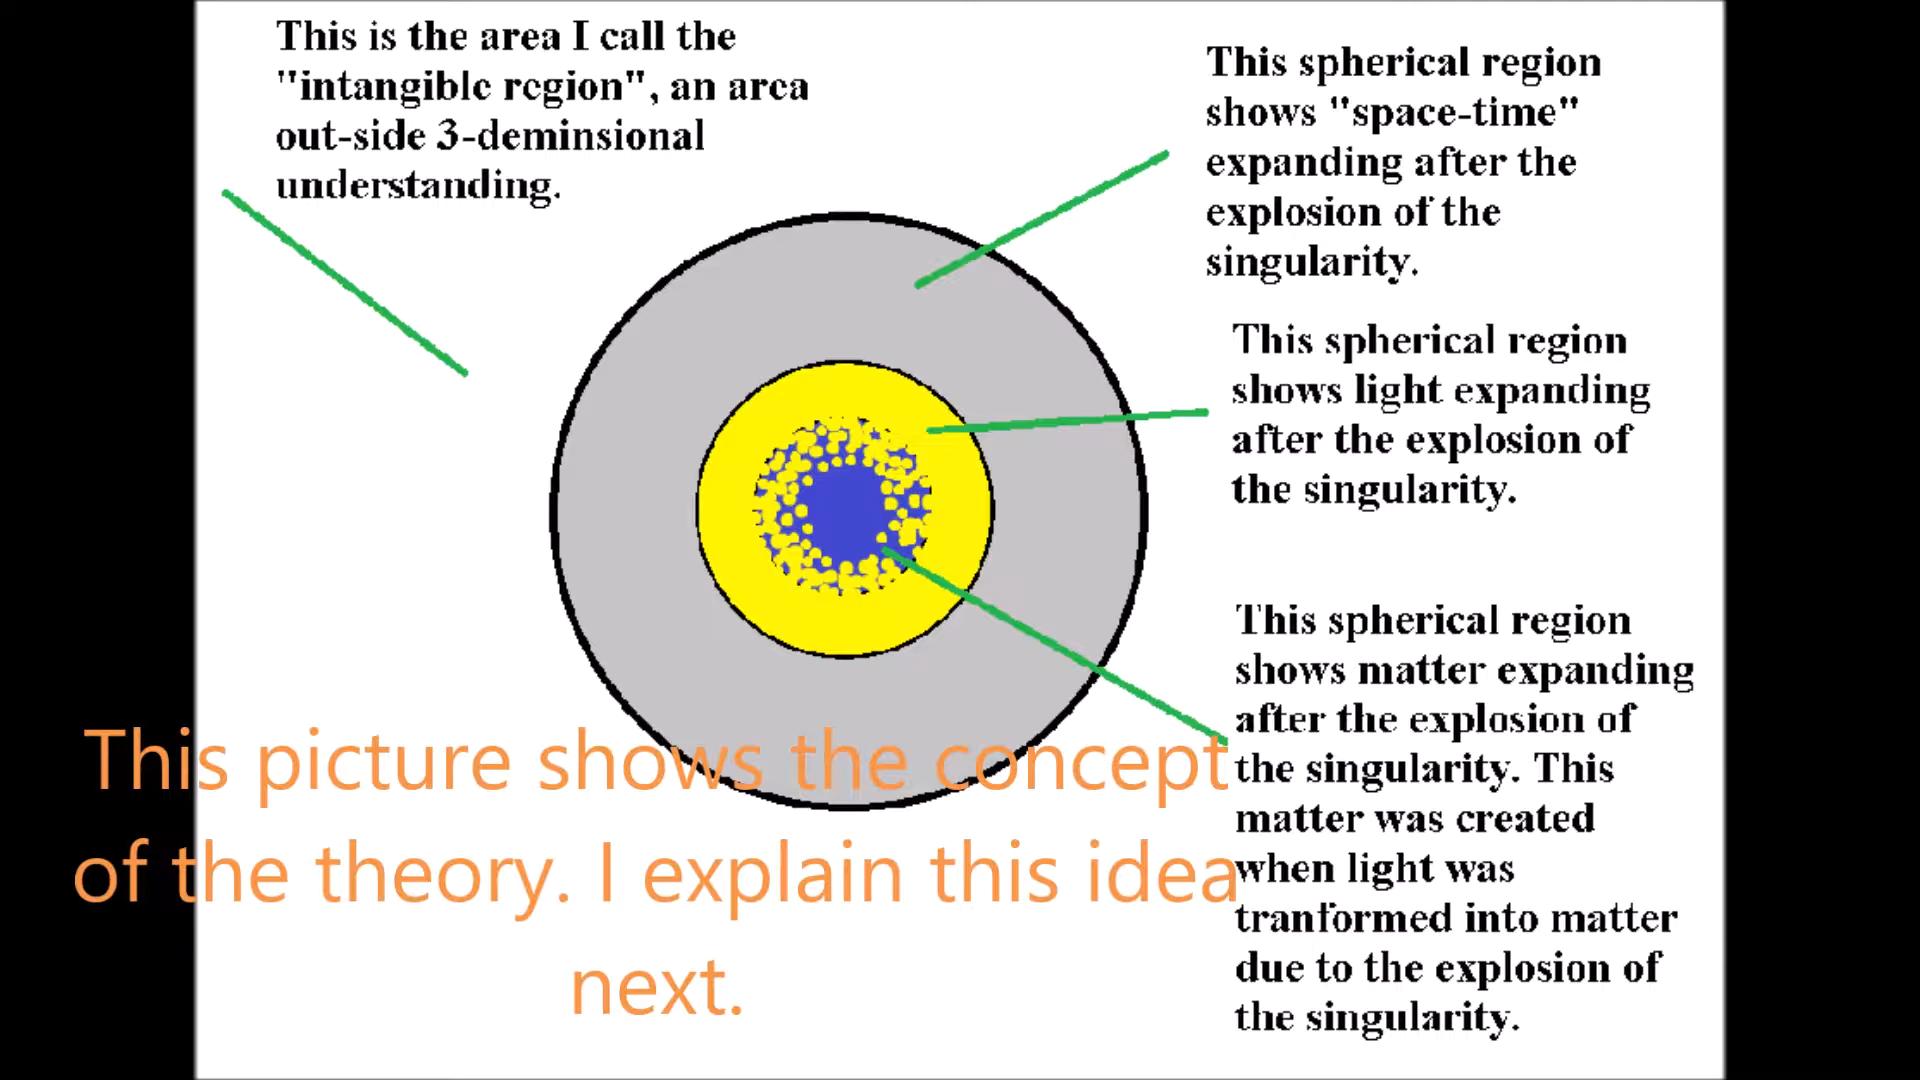 This is the area I call the
"intangible region", an area
out-side 3-deminsional
understanding.
This spherical region
shows "space-time"
expanding after the
explosion of the
singularity.
This spherical region
shows light expanding
after the explosion of
the singularity.
This spherical region
shows matter expanding
after the explosion of
the singularity. This
matter was created
when light was
tranformed into matter
due to the explosion of
the singularity.
This picture shows the concept
of the theory. I explain this idea
next.